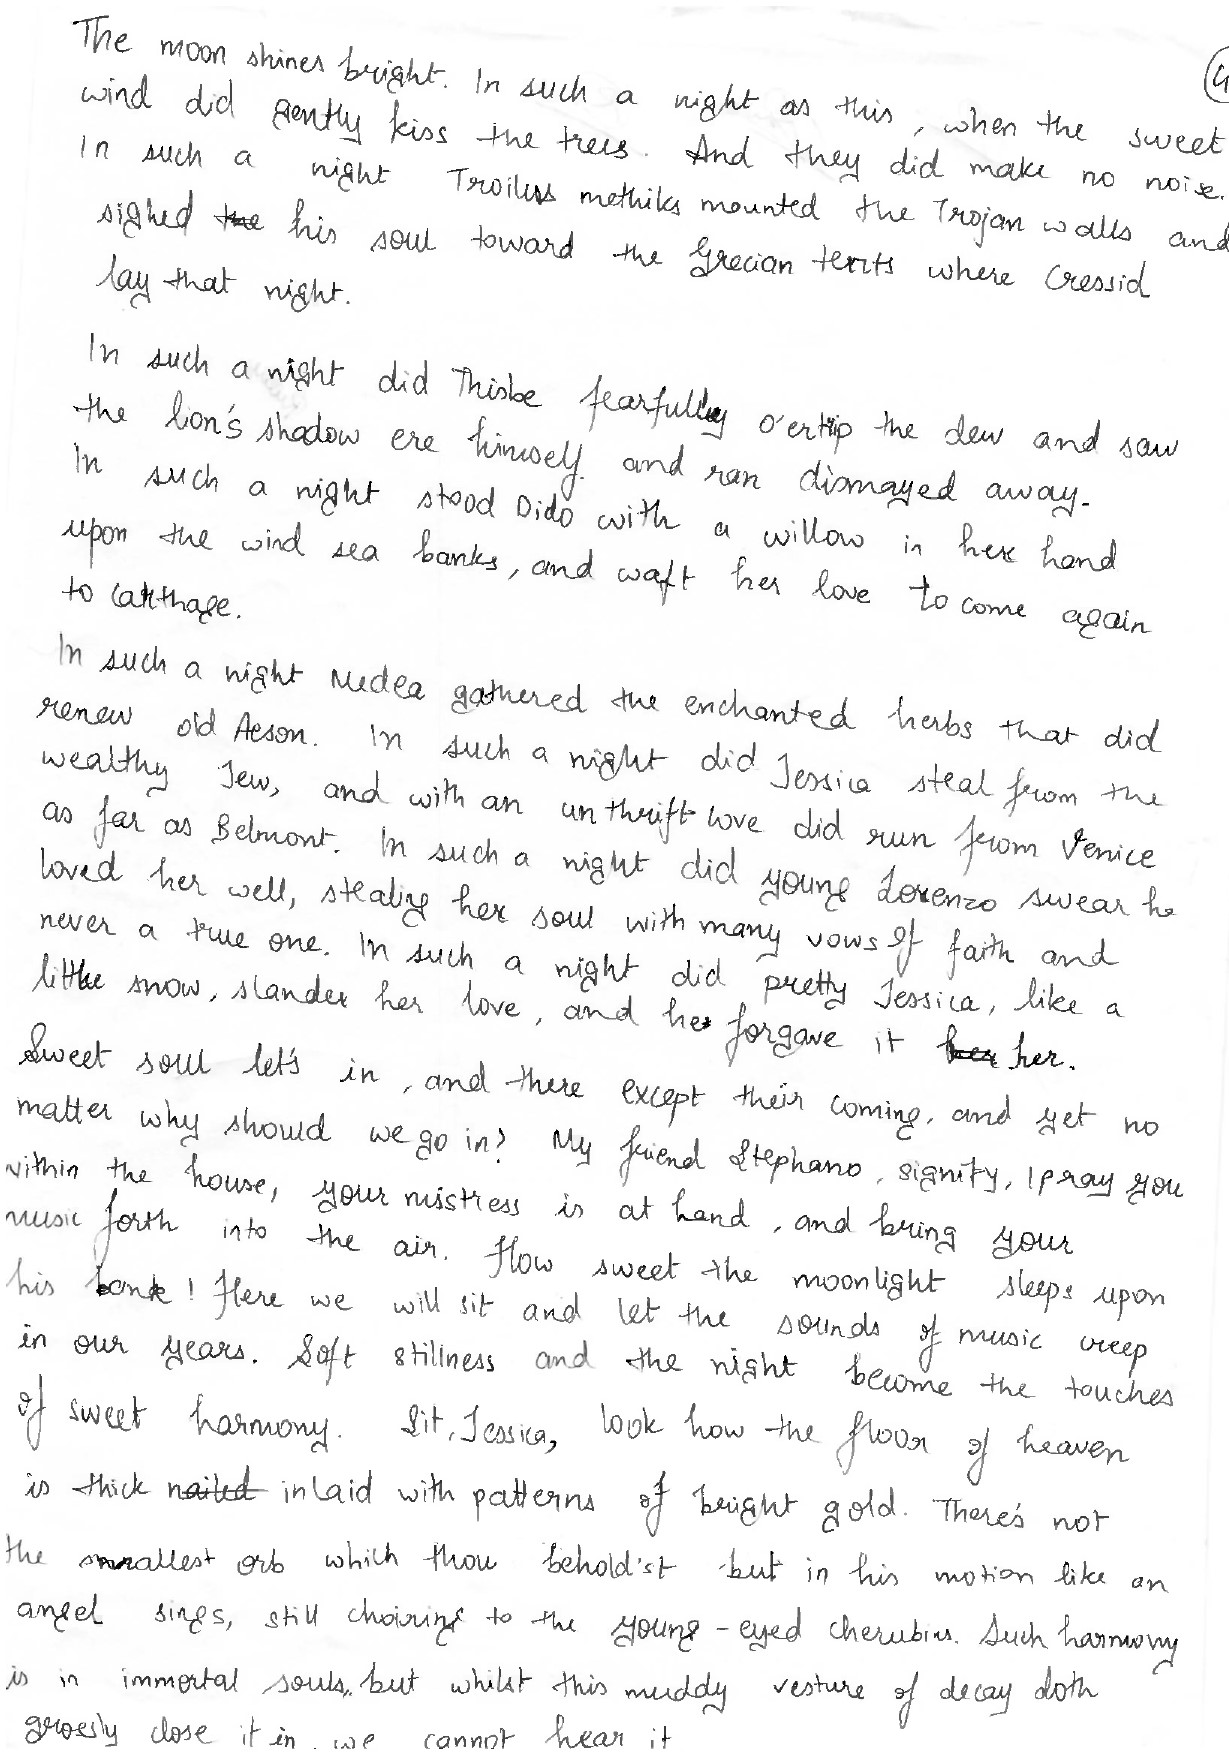 The moon shines bright. In such a night as this, when the sweet
wind did gently kiss the trees. And they did make no noise.
In such a night Troilus methiks mounted the Trojan walls and
sighed the his soul toward the Grecian tents where Cressid
lay that night.
In such a night did Thisbe fearfully o'ertrip the dew and saw
the lion's shadow ere himself. and ran dismayed away.
In such a night stood Dido with a willow in her hand
upon the wind sea banks, and waft her love to come again
to Carthage.
In such a night Medea gathered the enchanted herbs that did
renew old Aeson. In such a night did Jessica steal from the
wealthy Jew, and with an unthrift love did run from Venice
as far as Belmont. In such a night did young Lorenzo swear he
loved her well, stealing her soul with many vows of faith and
never a true one. In such a night did pretty Jessica, like a
little snow, slander her love, and he forgave it her her.
Sweet soul let's in, and there except their coming, and yet no
matter why should we go in? My friend Stephano, signify, I pray you
within the house, your mistress is at hand, and bring your
music forth into the air. How sweet the moonlight sleeps upon
his bank! Here we will sit and let the sounds of music creep
in our years. Soft stillness and the night become the touches
of sweet harmony. Sit, Jessica, look how the floor of heaven
is thick nailed inlaid with patterns of bright gold. There's not
the smallest orb which thou behold'st but in his motion like an
angel sings, still choiring to the young-eyed cherubins. Such harmony
is in immortal souls, but whilst this muddy vesture of decay doth
grossly close it in, we cannot hear it